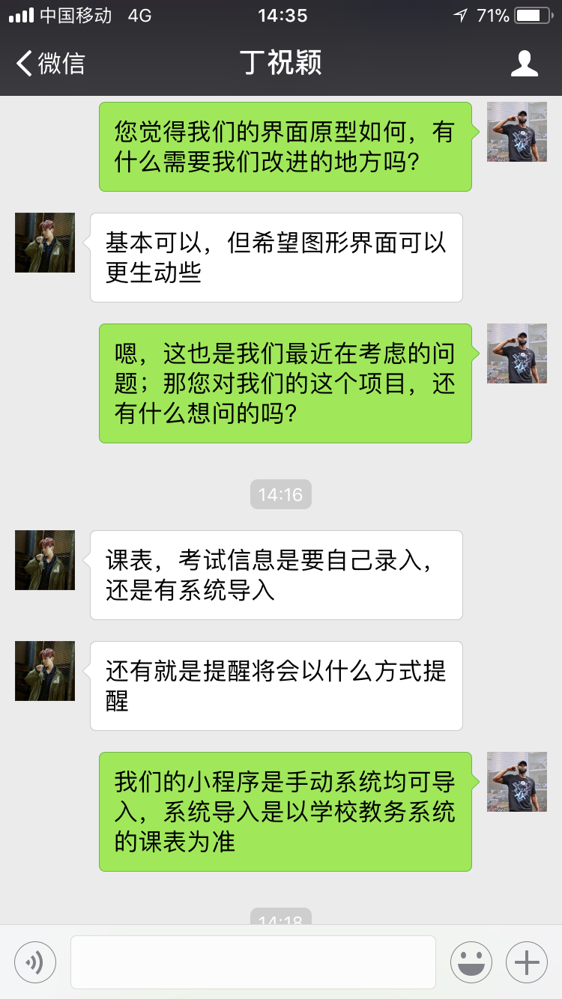 中国移动 4G 14:35 71%
微信 丁祝颖
您觉得我们的界面原型如何，有
什么需要我们改进的地方吗？
基本可以，但希望图形界面可以
更生动些
嗯，这也是我们最近在考虑的问
题；那您对我们的这个项目，还
有什么想问的吗？
14:16
课表，考试信息是要自己录入，
还是有系统导入
还有就是提醒将会以什么方式提
醒
我们的小程序是手动系统均可导
入，系统导入是以学校教务系统
的课表为准
14:18